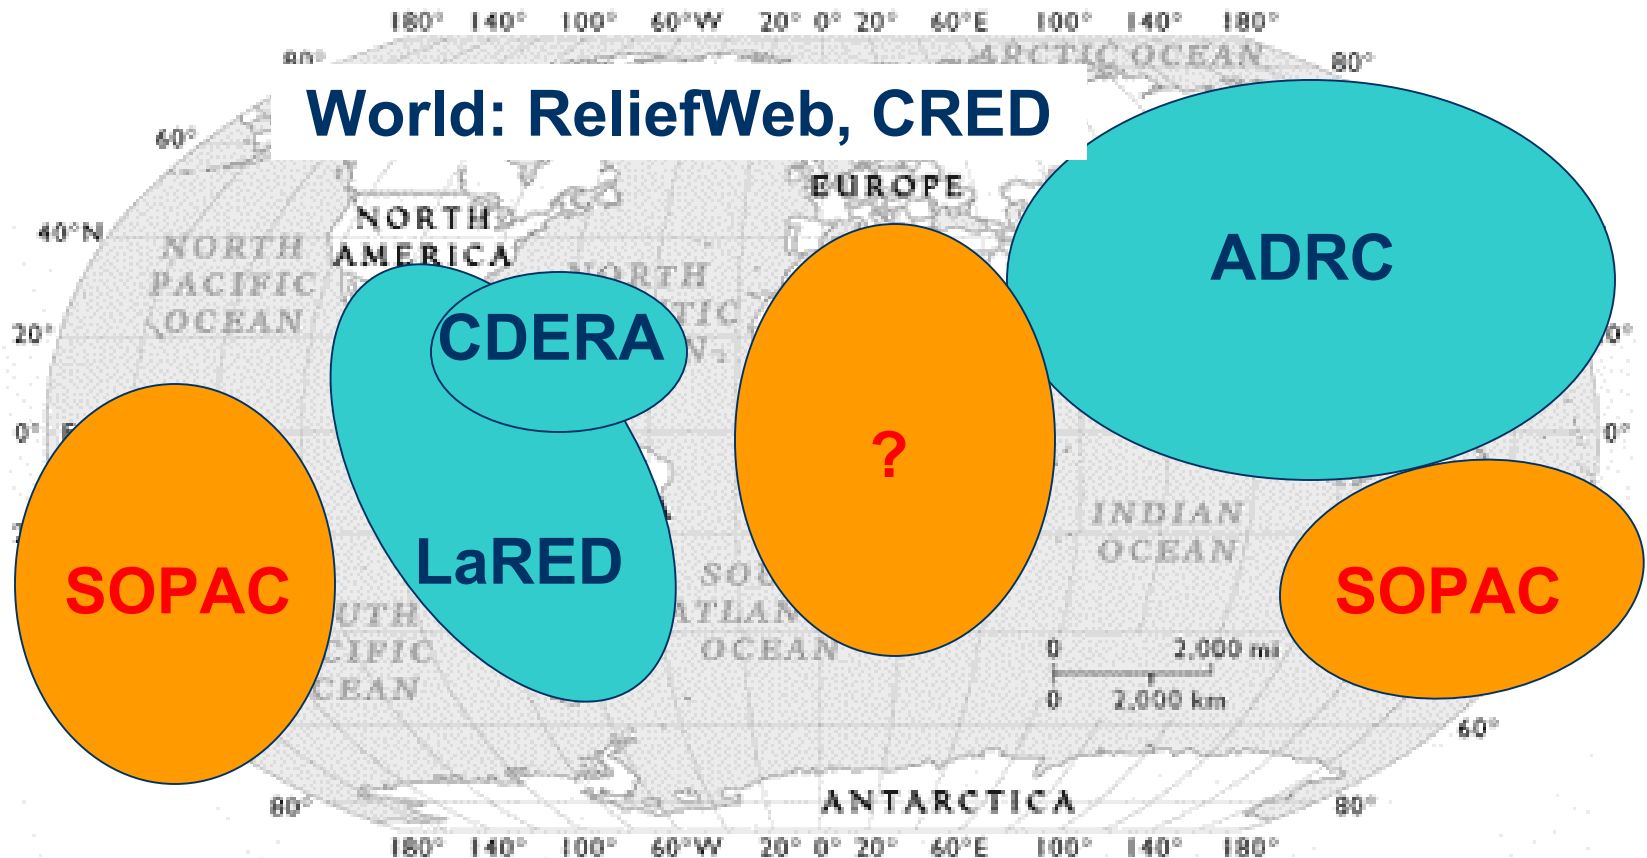 180° 140° 100° 60°W 20° 0° 20° 60°E 100° 140° 180°
ARCTIC OCEAN
80° 80°
World: ReliefWeb, CRED
60°
EUROPE
NORTH
AMERICA
40°N
NORTH
PACIFIC
OCEAN
ADRC
NORTH
CDERA
20°
0° 0°
?
LaRED
INDIAN
OCEAN
SOPAC
SOPAC
OCEAN
0 2,000 mi
0 2,000 km
60°
80° 80°
ANTARCTICA
180° 140° 100° 60°W 20° 0° 20° 60°E 100° 140° 180°